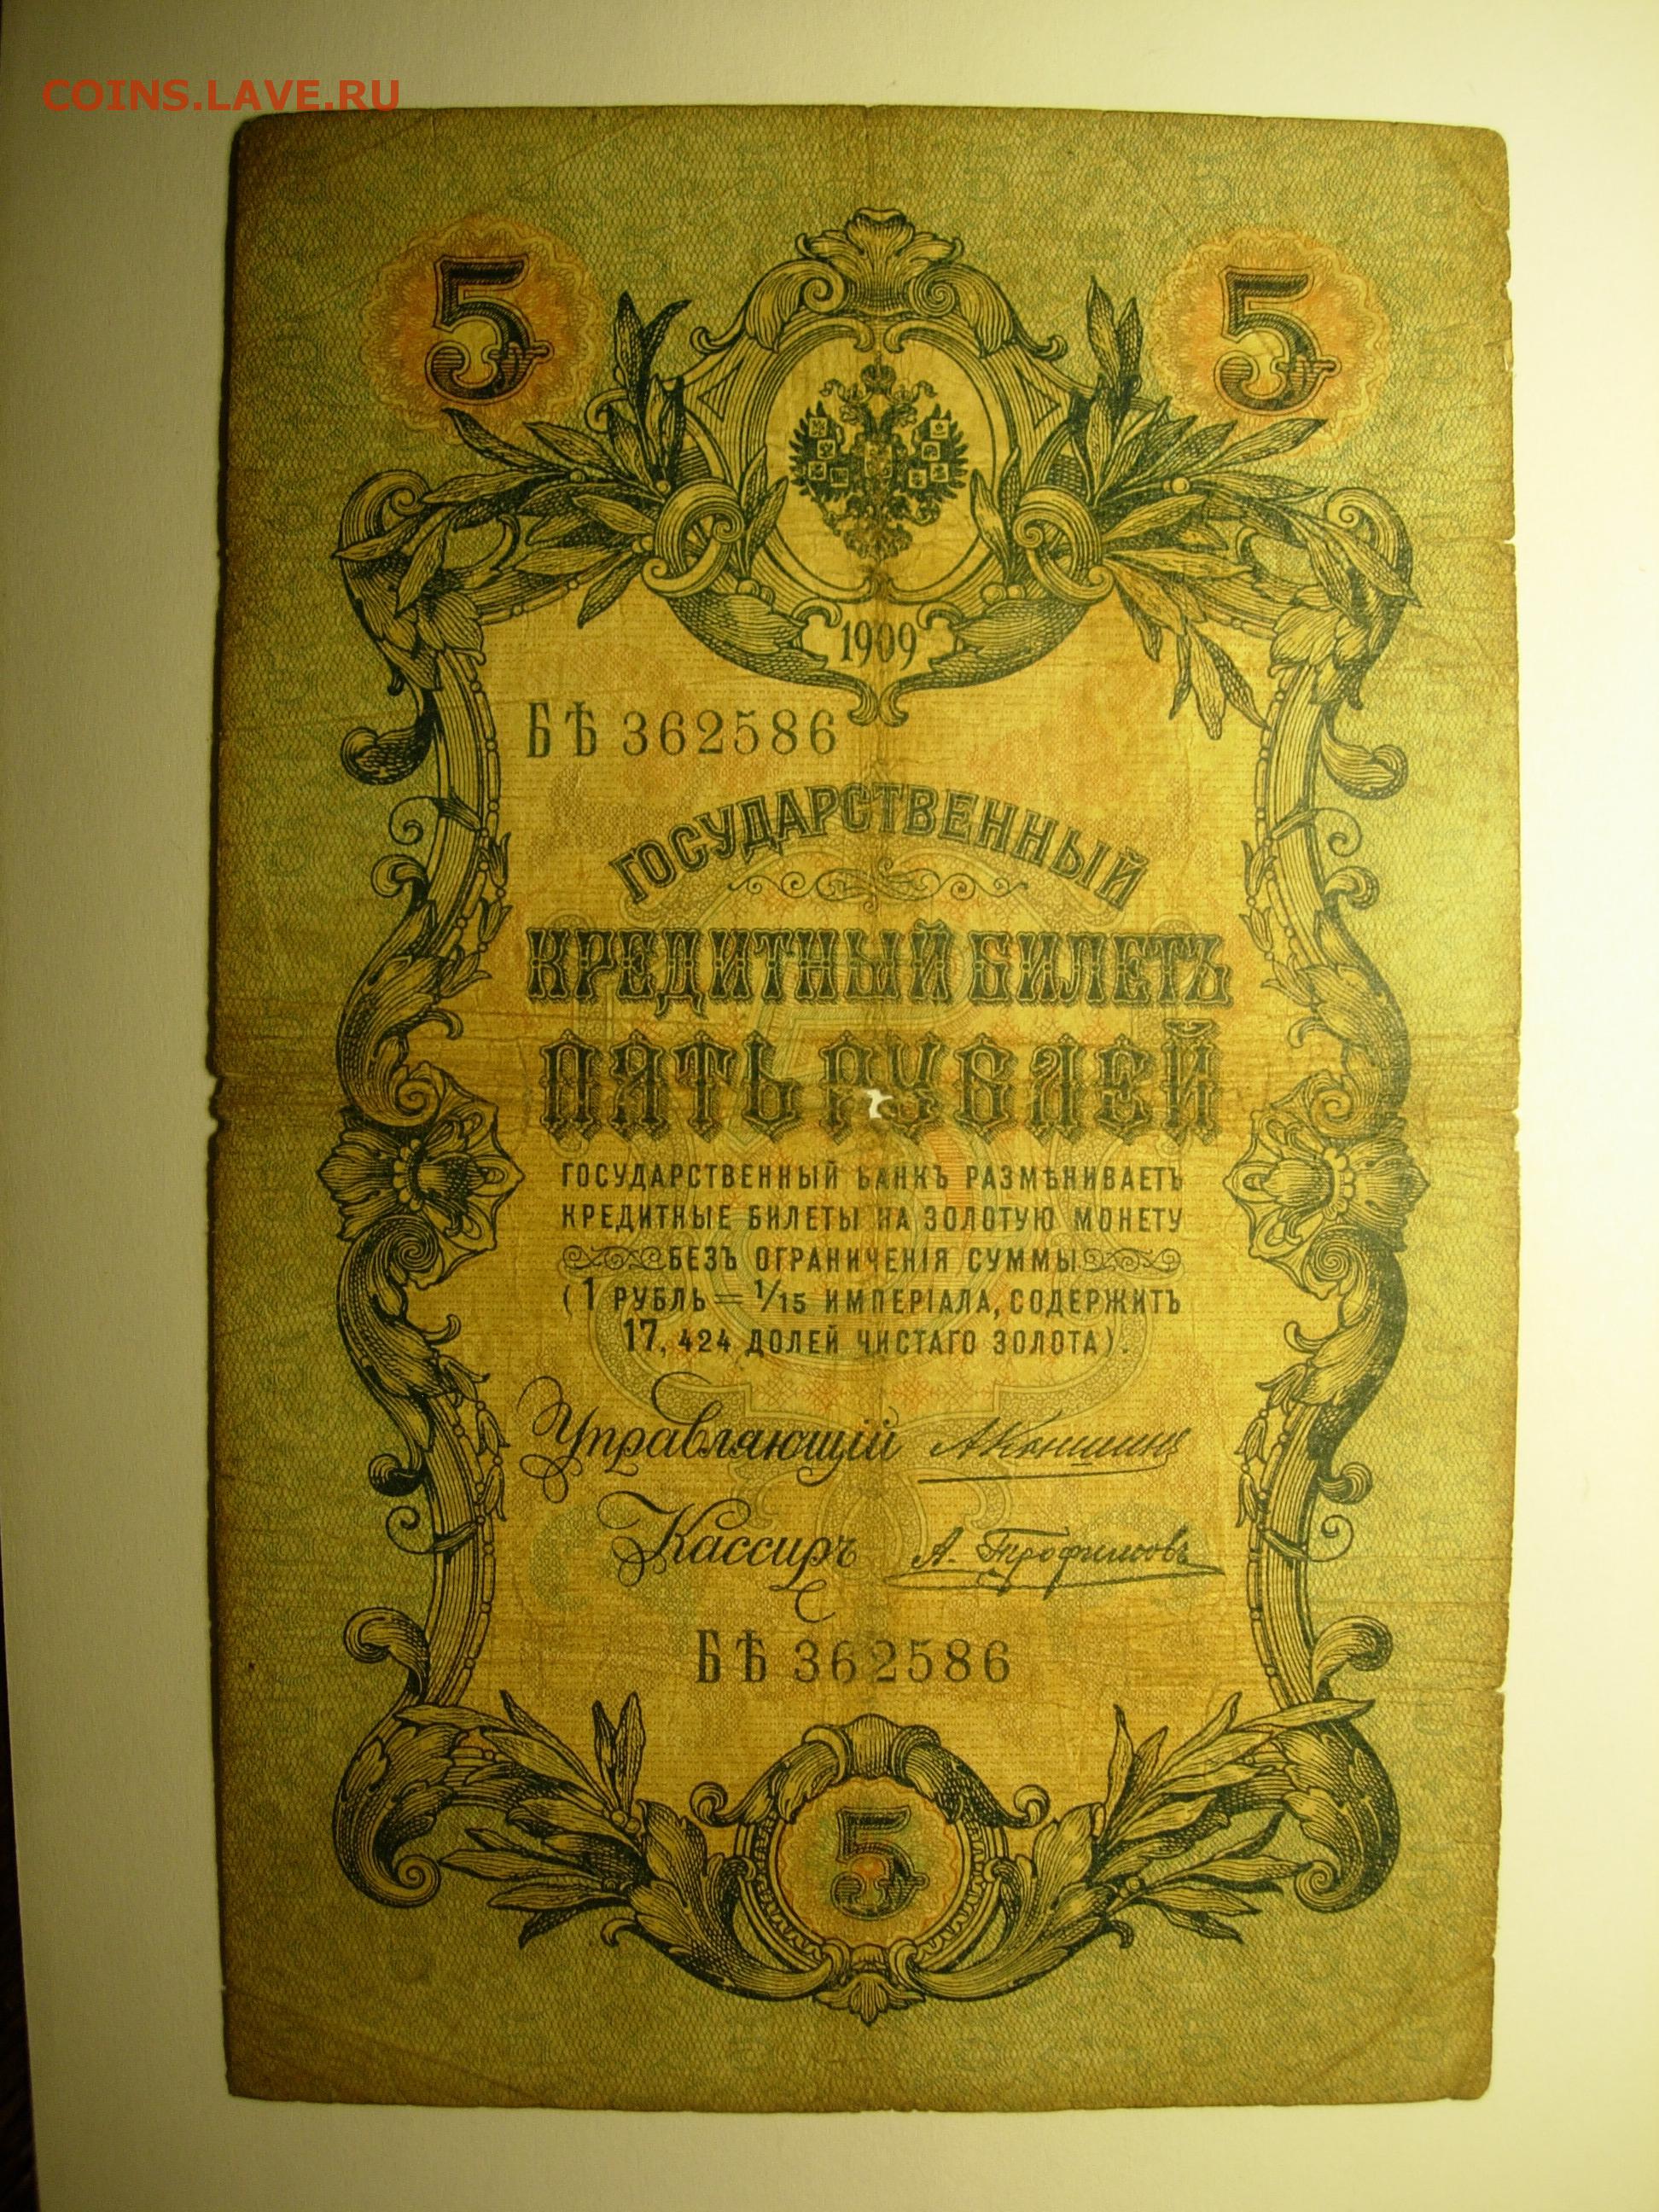 COINS.LAVE.RU
5 5
1909
БѢ 362586
ГОСУДАРСТВЕННЫЙ
КРЕДИТНЫЙ БИЛЕТЪ
ПЯТЬ РУБЛЕЙ
ГОСУДАРСТВЕННЫЙ БАНКЪ РАЗМѢНИВАЕТЪ
КРЕДИТНЫЕ БИЛЕТЫ НА ЗОЛОТУЮ МОНЕТУ
БЕЗЪ ОГРАНИЧЕНІЯ СУММЫ
(1 РУБЛЬ = 1/15 ИМПЕРІАЛА, СОДЕРЖИТЪ
17,424 ДОЛЕЙ ЧИСТАГО ЗОЛОТА).
Управляющій АКоншинъ
Кассиръ А. Трофимовъ
БѢ 362586
5